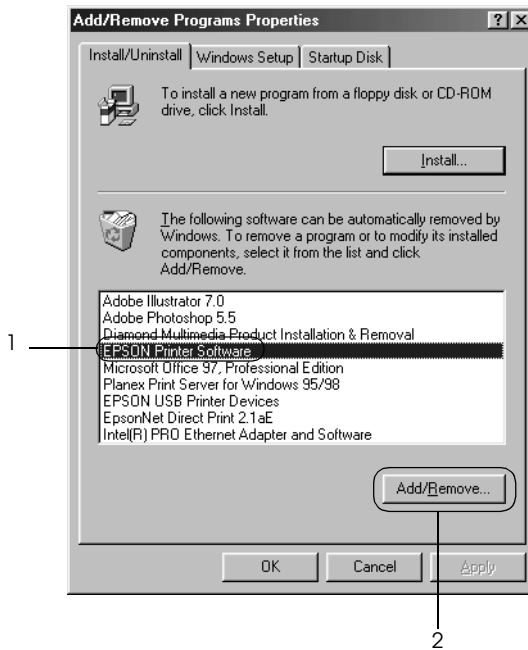 Add/Remove Programs Properties
? X
Install/Uninstall Windows Setup Startup Disk
To install a new program from a floppy disk or CD-ROM
drive, click Install.
Install...
The following software can be automatically removed by
Windows. To remove a program or to modify its installed
components, select it from the list and click
Add/Remove.
Adobe Illustrator 7.0
Adobe Photoshop 5.5
Diamond Multimedia Product Installation & Removal
1
EPSON Printer Software
Microsoft Office 97, Professional Edition
Planex Print Server for Windows 95/98
EPSON USB Printer Devices
EpsonNet Direct Print 2.1aE
Intel(R) PRO Ethernet Adapter and Software
Add/Remove...
OK Cancel Apply
2